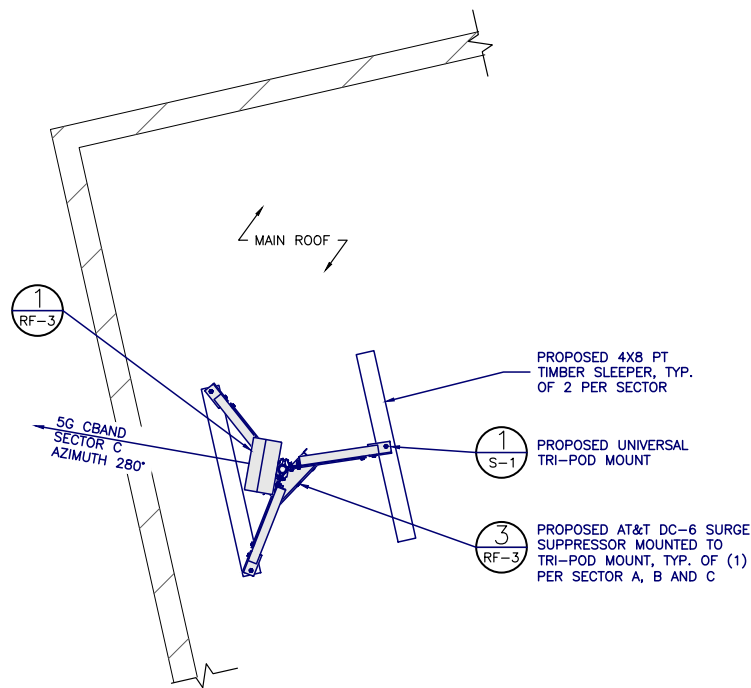 MAIN ROOF
1
RF-3
PROPOSED 4X8 PT
TIMBER SLEEPER, TYP.
OF 2 PER SECTOR
5G CBAND
SECTOR C
AZIMUTH 280°
1
S-1
PROPOSED UNIVERSAL
TRI-POD MOUNT
3
RF-3
PROPOSED AT&T DC-6 SURGE
SUPPRESSOR MOUNTED TO
TRI-POD MOUNT, TYP. OF (1)
PER SECTOR A, B AND C